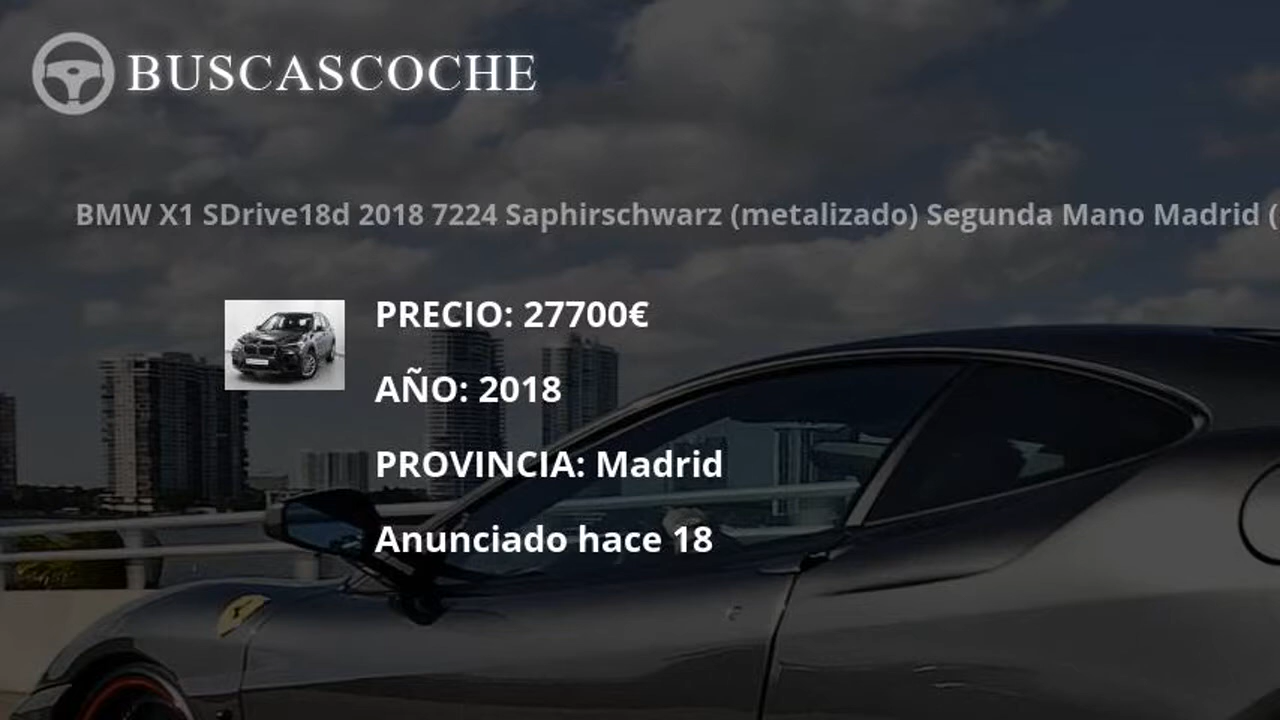 BUSCASCOCHE
BMW X1 SDrive18d 2018 7224 Saphirschwarz (metalizado) Segunda Mano Madrid (
PRECIO: 27700€
AÑO: 2018
PROVINCIA: Madrid
Anunciado hace 18